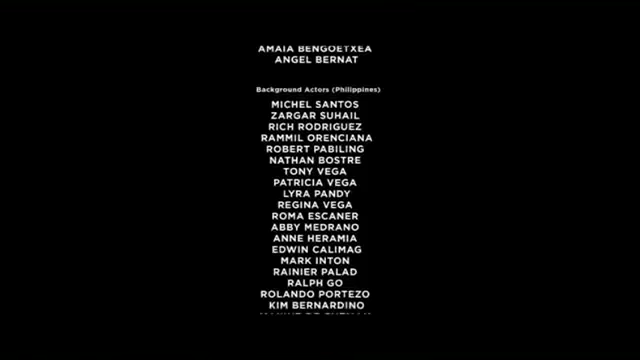 AMAIA BENGOETXEA
ANGEL BERNAT
Background Actors (Philippines)
MICHEL SANTOS
ZARGAR SUHAIL
RICH RODRIGUEZ
RAMMIL ORENCIANA
ROBERT PABILING
NATHAN BOSTRE
TONY VEGA
PATRICIA VEGA
LYRA PANDY
REGINA VEGA
ROMA ESCANER
ABBY MEDRANO
ANNE HERAMIA
EDWIN CALIMAG
MARK INTON
RAINIER PALAD
RALPH GO
ROLANDO PORTEZO
KIM BERNARDINO